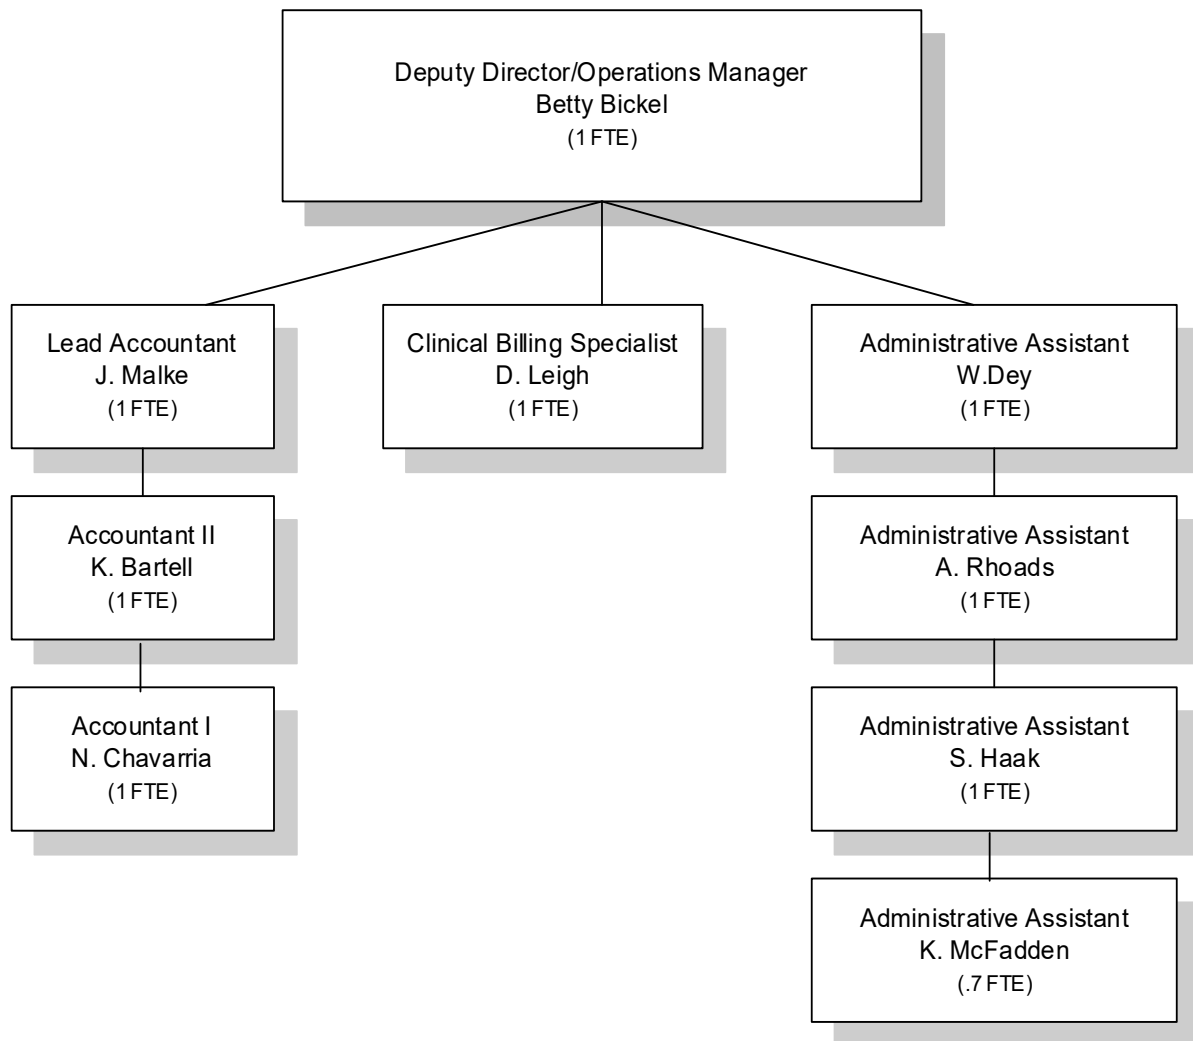 Deputy Director/Operations Manager
Betty Bickel
(1 FTE)
Lead Accountant
J. Malke
(1 FTE)
Clinical Billing Specialist
D. Leigh
(1 FTE)
Administrative Assistant
W.Dey
(1 FTE)
Accountant II
K. Bartell
(1 FTE)
Administrative Assistant
A. Rhoads
(1 FTE)
Accountant I
N. Chavarria
(1 FTE)
Administrative Assistant
S. Haak
(1 FTE)
Administrative Assistant
K. McFadden
(.7 FTE)